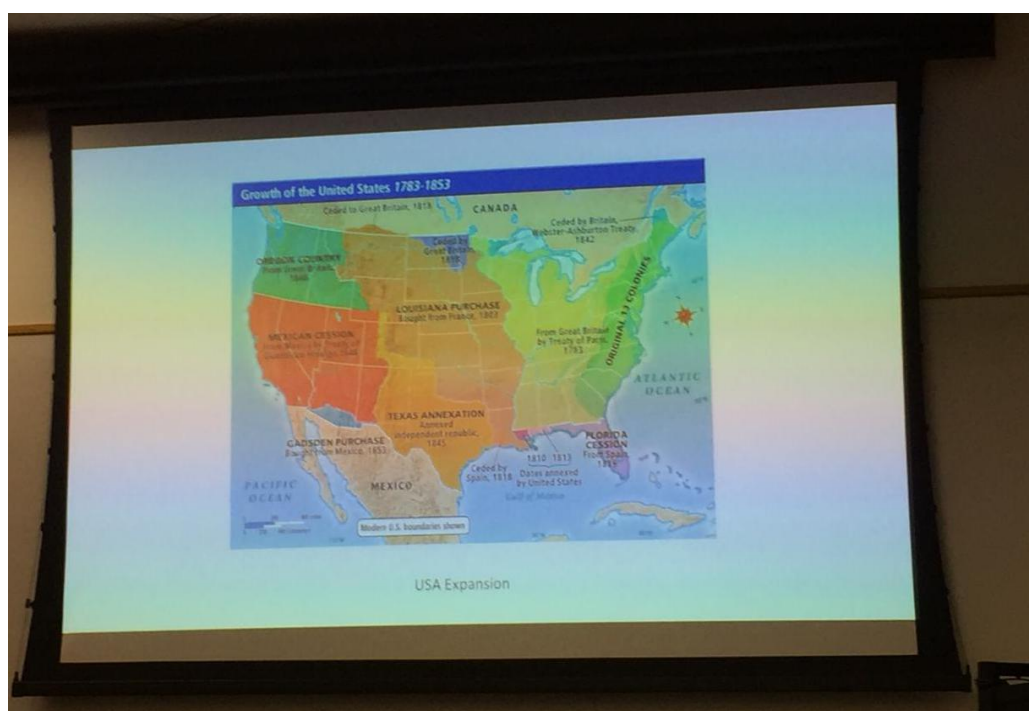 Growth of the United States 1783-1853
Ceded to Great Britain, 1818
CANADA
Ceded by Britain,
Webster-Ashburton Treaty,
1842
Ceded by
Great Britain,
OREGON COUNTRY
From Great Britain,
1846
LOUISIANA PURCHASE
Bought from France, 1803
ORIGINAL 13 COLONIES
MEXICAN CESSION
From Great Britain
by Treaty of Paris,
1783
ATLANTIC
OCEAN
TEXAS ANNEXATION
Annexed
independent republic,
1845
GADSDEN PURCHASE
Bought from Mexico, 1853
FLORIDA
CESSION
From Spain,
1810 1813
Dates annexed
by United States
Ceded by
Spain, 1818
PACIFIC
OCEAN
MEXICO
Gulf of Mexico
Modern U.S. boundaries shown
USA Expansion